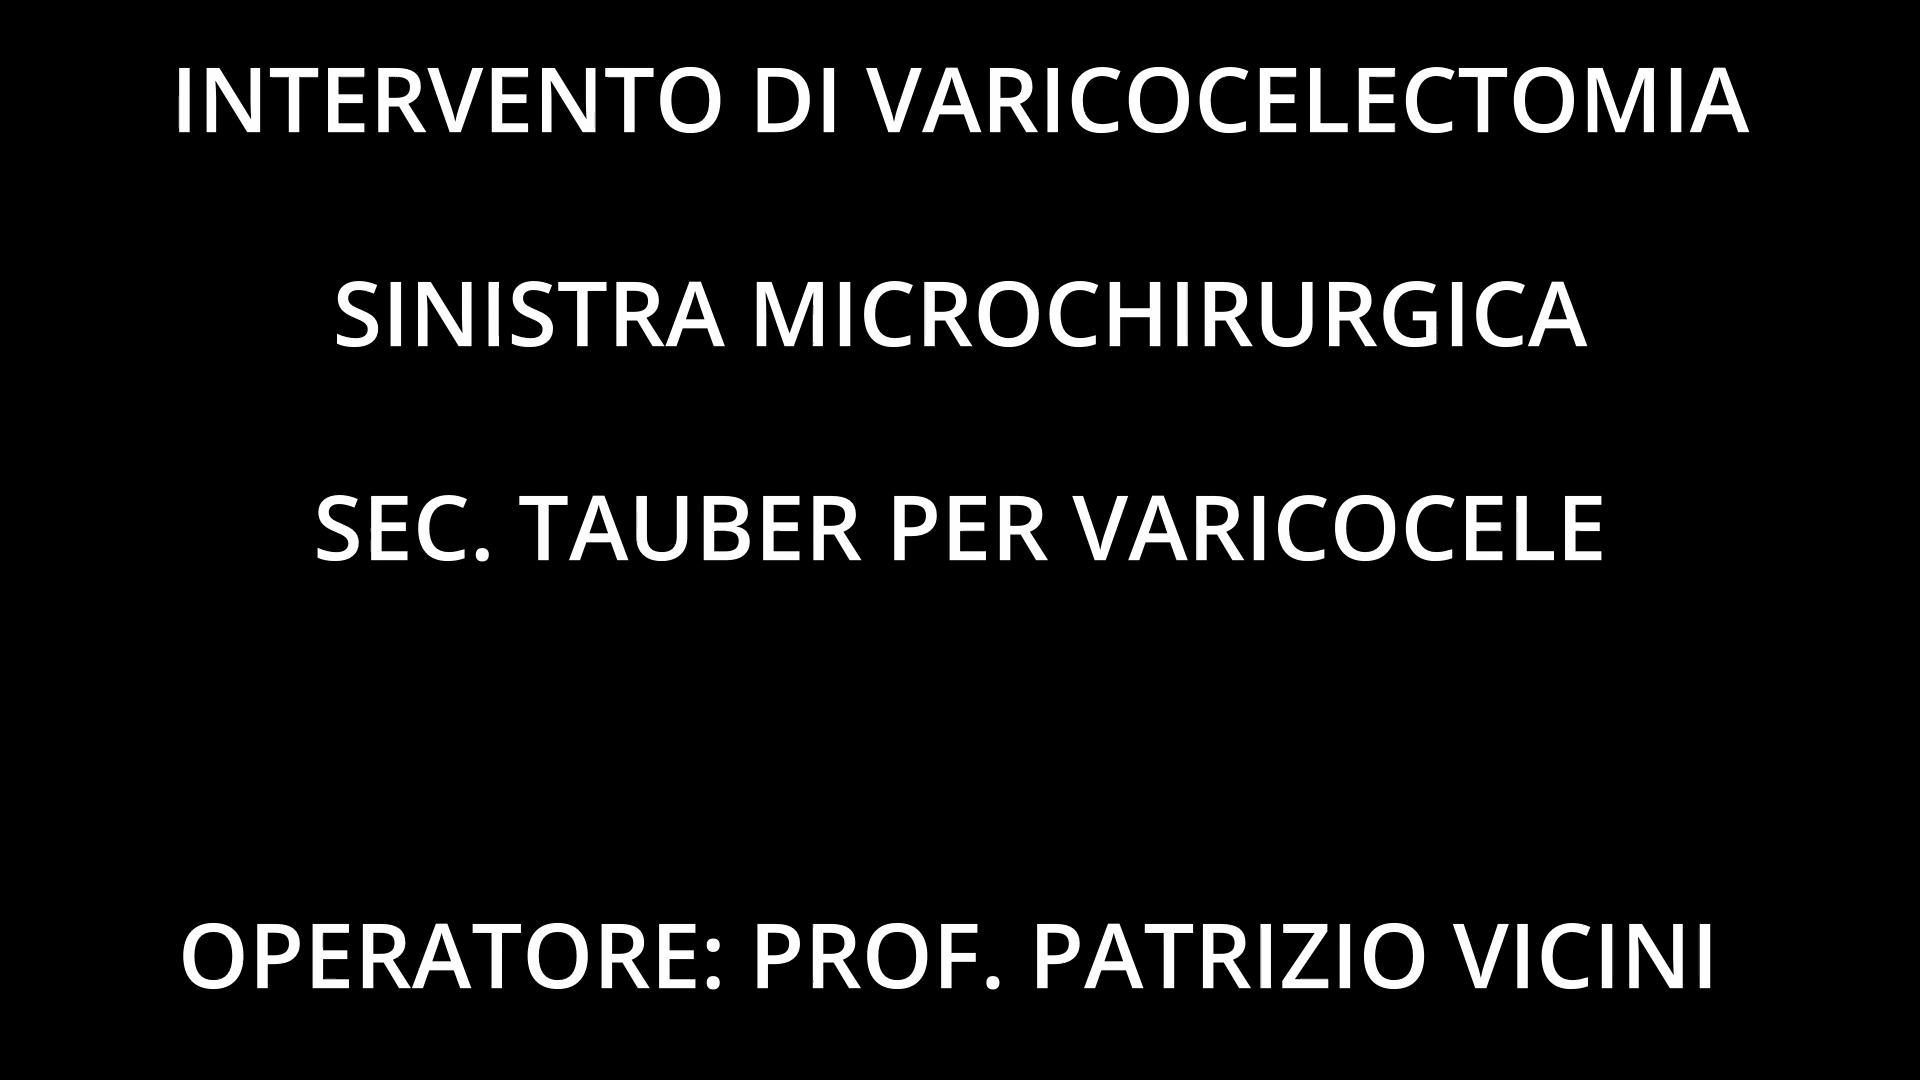 INTERVENTO DI VARICOCELECTOMIA
SINISTRA MICROCHIRURGICA
SEC. TAUBER PER VARICOCELE
OPERATORE: PROF. PATRIZIO VICINI